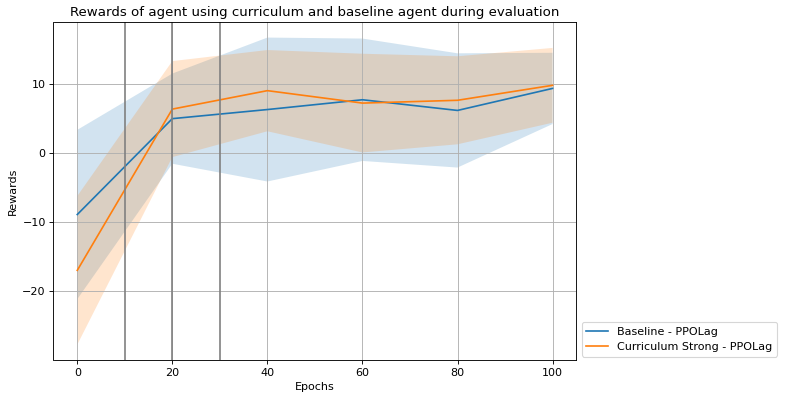 Rewards of agent using curriculum and baseline agent during evaluation
10
0
−10
−20
Rewards
0 20 40 60 80 100
Epochs
Baseline - PPOLag
Curriculum Strong - PPOLag